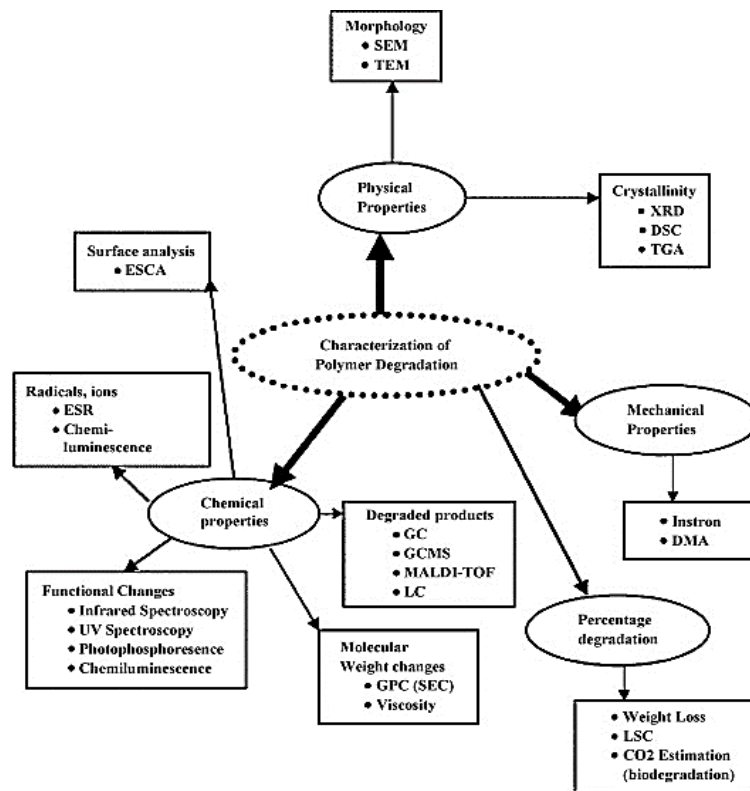 Morphology
• SEM
• TEM
Physical
Properties
Crystallinity
• XRD
• DSC
• TGA
Surface analysis
• ESCA
Characterization of
Polymer Degradation
Radicals, ions
• ESR
• Chemi-
luminescence
Mechanical
Properties
Chemical
properties
Degraded products
• GC
• GCMS
• MALDI-TOF
• LC
• Instron
• DMA
Functional Changes
• Infrared Spectroscopy
• UV Spectroscopy
• Photophosphoresence
• Chemiluminescence
Molecular
Weight changes
• GPC (SEC)
• Viscosity
Percentage
degradation
• Weight Loss
• LSC
• CO2 Estimation
(biodegradation)